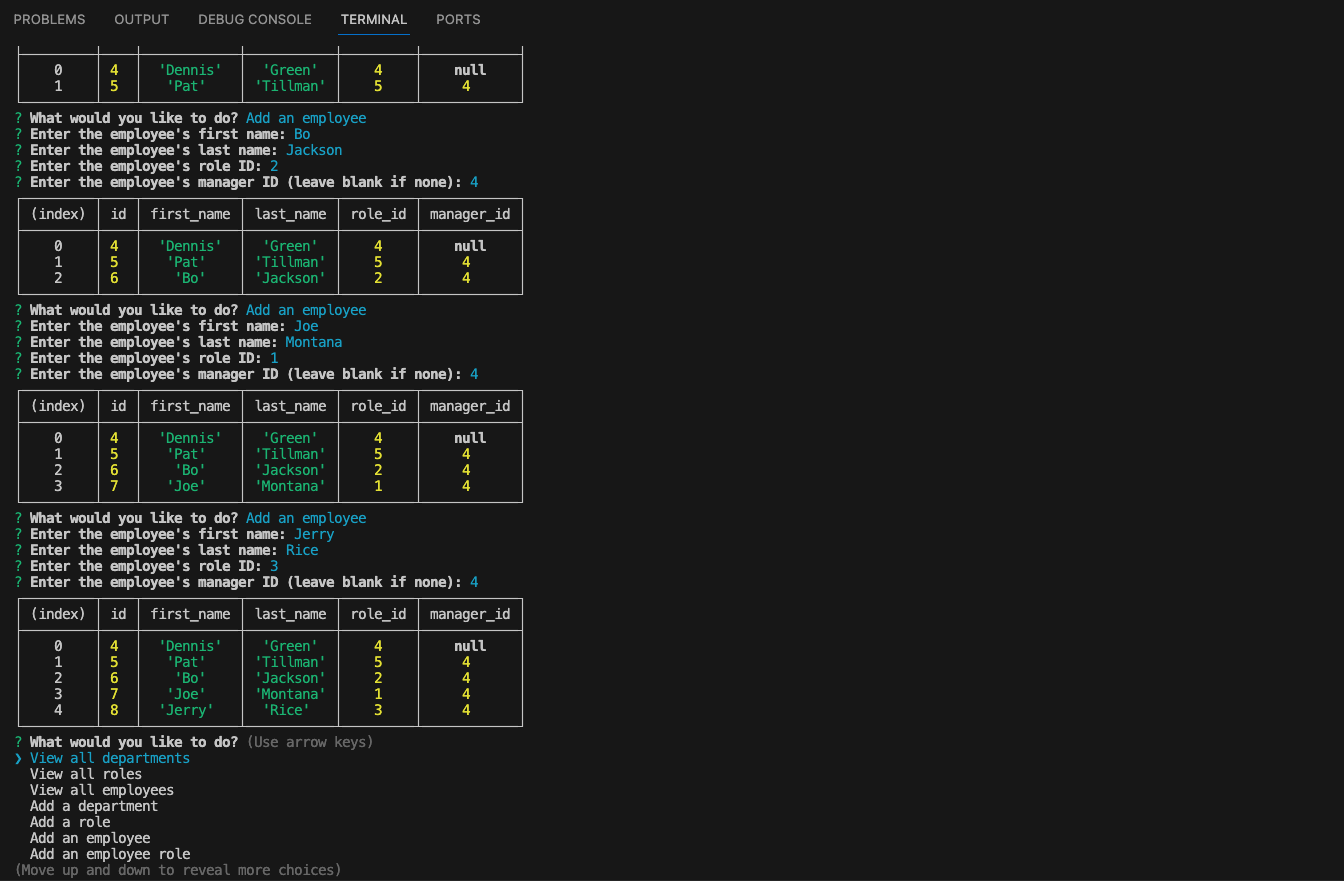 PROBLEMS OUTPUT DEBUG CONSOLE TERMINAL PORTS
0 4 'Dennis' 'Green' 4 null
1 5 'Pat' 'Tillman' 5 4
? What would you like to do? Add an employee
? Enter the employee's first name: Bo
? Enter the employee's last name: Jackson
? Enter the employee's role ID: 2
? Enter the employee's manager ID (leave blank if none): 4
(index) id first_name last_name role_id manager_id
0 4 'Dennis' 'Green' 4 null
1 5 'Pat' 'Tillman' 5 4
2 6 'Bo' 'Jackson' 2 4
? What would you like to do? Add an employee
? Enter the employee's first name: Joe
? Enter the employee's last name: Montana
? Enter the employee's role ID: 1
? Enter the employee's manager ID (leave blank if none): 4
(index) id first_name last_name role_id manager_id
0 4 'Dennis' 'Green' 4 null
1 5 'Pat' 'Tillman' 5 4
2 6 'Bo' 'Jackson' 2 4
3 7 'Joe' 'Montana' 1 4
? What would you like to do? Add an employee
? Enter the employee's first name: Jerry
? Enter the employee's last name: Rice
? Enter the employee's role ID: 3
? Enter the employee's manager ID (leave blank if none): 4
(index) id first_name last_name role_id manager_id
0 4 'Dennis' 'Green' 4 null
1 5 'Pat' 'Tillman' 5 4
2 6 'Bo' 'Jackson' 2 4
3 7 'Joe' 'Montana' 1 4
4 8 'Jerry' 'Rice' 3 4
? What would you like to do? (Use arrow keys)
❯ View all departments
View all roles
View all employees
Add a department
Add a role
Add an employee
Add an employee role
(Move up and down to reveal more choices)